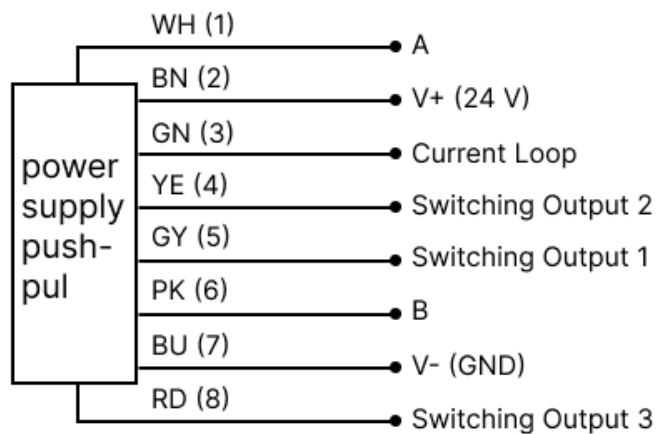 WH (1)
A
BN (2)
V+ (24 V)
GN (3)
Current Loop
YE (4)
Switching Output 2
GY (5)
Switching Output 1
PK (6)
B
BU (7)
V- (GND)
RD (8)
Switching Output 3
power
supply
push-
pul